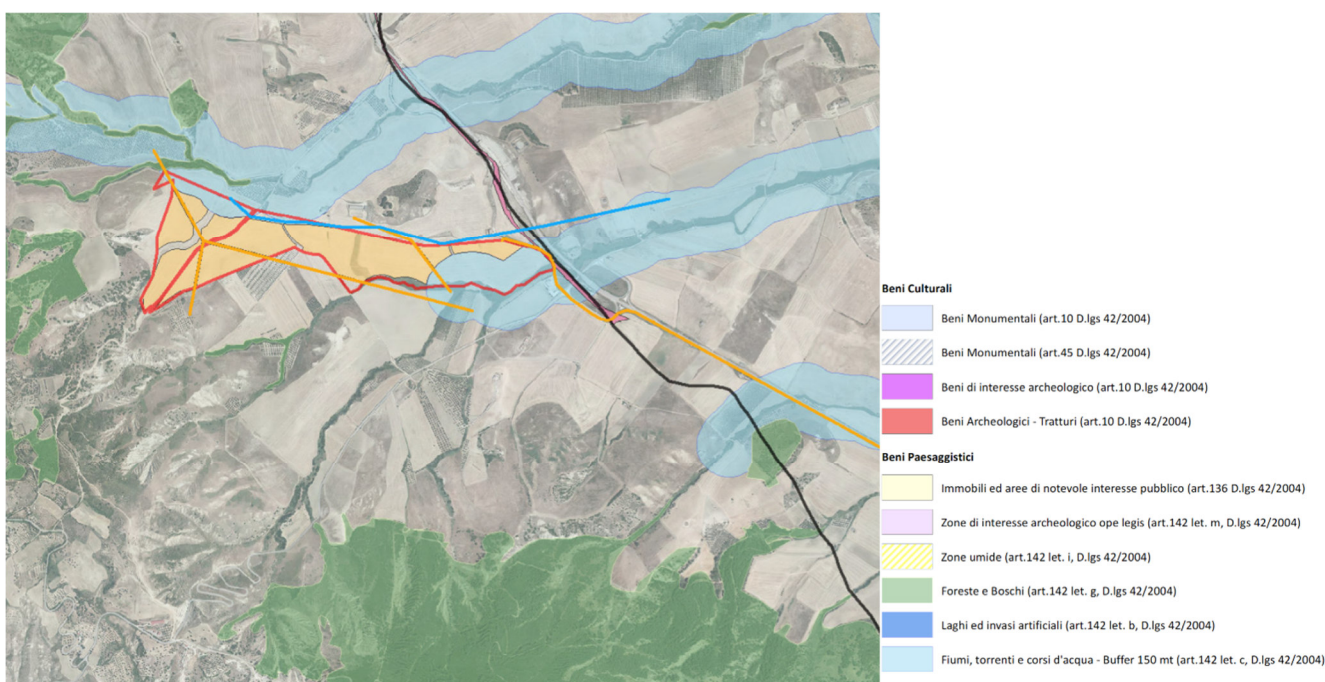 Beni Culturali
Beni Monumentali (art.10 D.lgs 42/2004)
Beni Monumentali (art.45 D.lgs 42/2004)
Beni di interesse archeologico (art.10 D.lgs 42/2004)
Beni Archeologici - Tratturi (art.10 D.lgs 42/2004)
Beni Paesaggistici
Immobili ed aree di notevole interesse pubblico (art.136 D.lgs 42/2004)
Zone di interesse archeologico ope legis (art.142 let. m, D.lgs 42/2004)
Zone umide (art.142 let. i, D.lgs 42/2004)
Foreste e Boschi (art.142 let. g, D.lgs 42/2004)
Laghi ed invasi artificiali (art.142 let. b, D.lgs 42/2004)
Fiumi, torrenti e corsi d'acqua - Buffer 150 mt (art.142 let. c, D.lgs 42/2004)